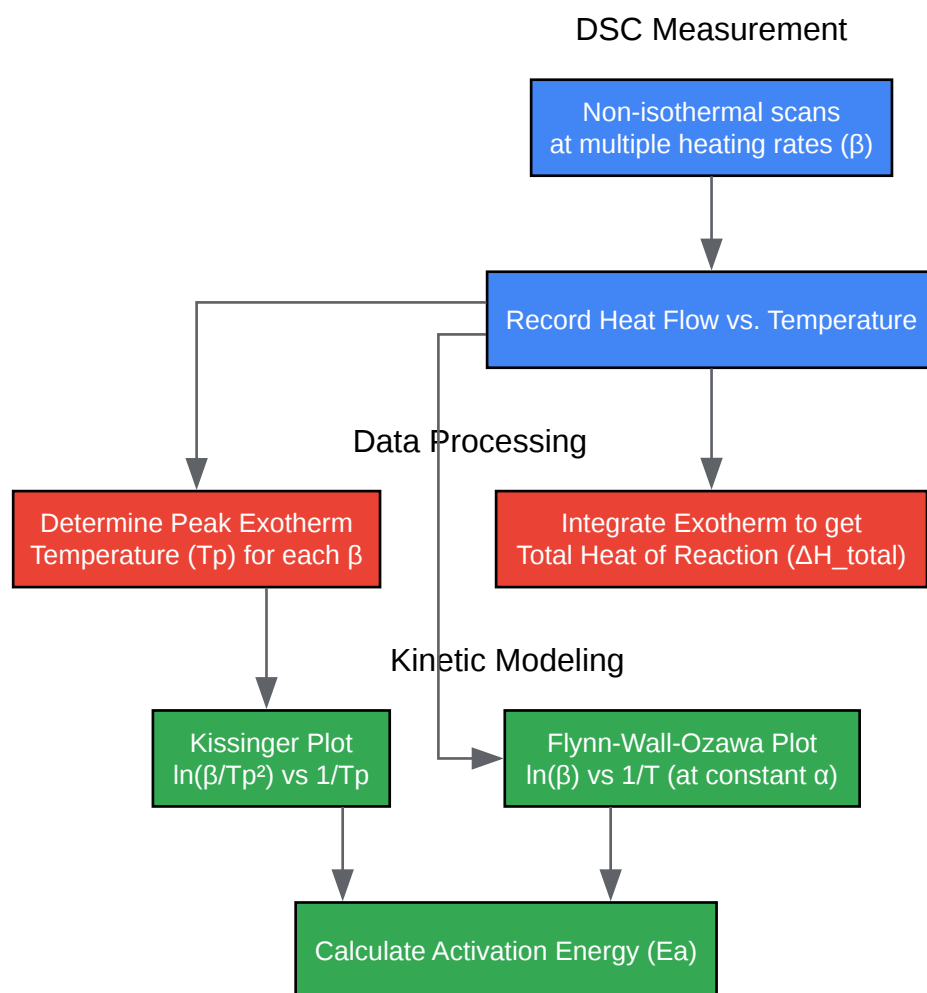 DSC Measurement
Non-isothermal scans
at multiple heating rates (β)
Record Heat Flow vs. Temperature
Data Processing
Determine Peak Exotherm
Temperature (Tp) for each β
Integrate Exotherm to get
Total Heat of Reaction (ΔH_total)
Kinetic Modeling
Kissinger Plot
ln(β/Tp²) vs 1/Tp
Flynn-Wall-Ozawa Plot
ln(β) vs 1/T (at constant α)
Calculate Activation Energy (Ea)